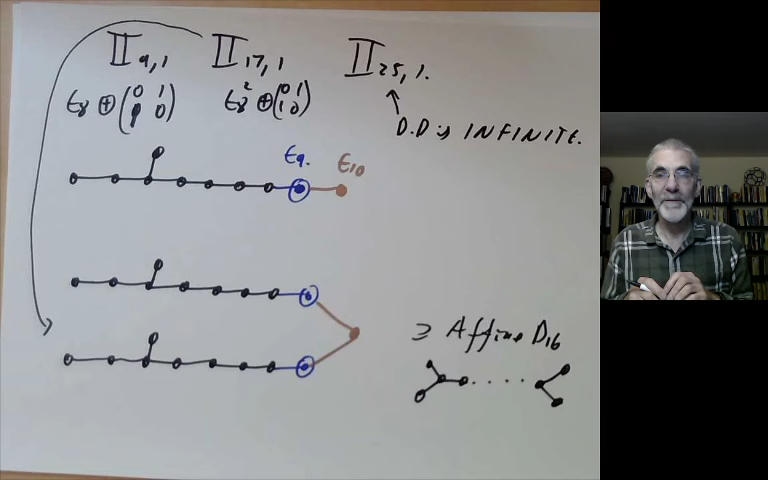 II9,1 II17,1 II25,1.
E8 ⊕ (0 1 1 0) E8² ⊕ (0 1 1 0)
D.D is INFINITE.
E9. E10
⊇ Affine D16